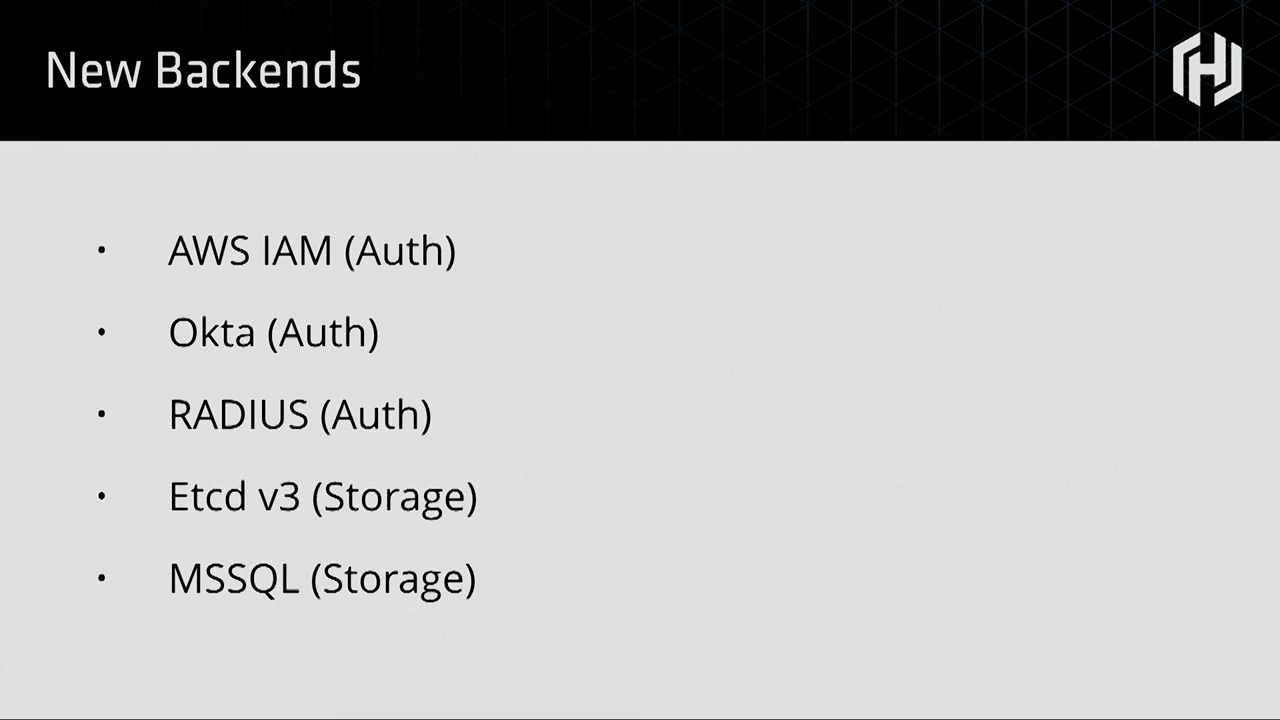 New Backends
• AWS IAM (Auth)
• Okta (Auth)
• RADIUS (Auth)
• Etcd v3 (Storage)
• MSSQL (Storage)